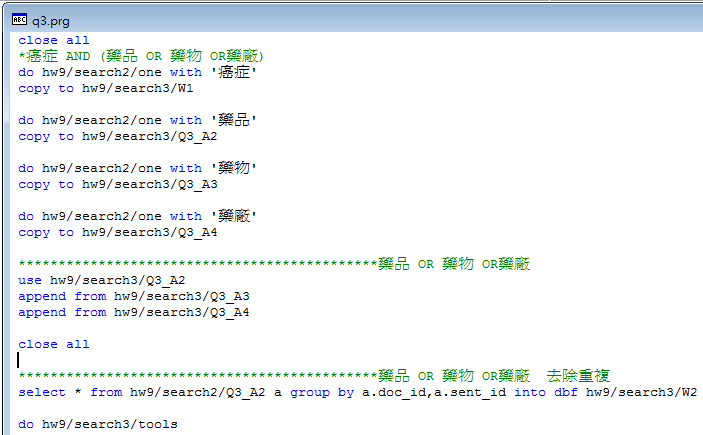 ABC q3.prg
close all
*癌症 AND (藥品 OR 藥物 OR藥廠)
do hw9/search2/one with '癌症'
copy to hw9/search3/W1
do hw9/search2/one with '藥品'
copy to hw9/search3/Q3_A2
do hw9/search2/one with '藥物'
copy to hw9/search3/Q3_A3
do hw9/search2/one with '藥廠'
copy to hw9/search3/Q3_A4
*********************************************藥品 OR 藥物 OR藥廠
use hw9/search3/Q3_A2
append from hw9/search3/Q3_A3
append from hw9/search3/Q3_A4
close all
*********************************************藥品 OR 藥物 OR藥廠  去除重複
select * from hw9/search2/Q3_A2 a group by a.doc_id,a.sent_id into dbf hw9/search3/W2
do hw9/search3/tools